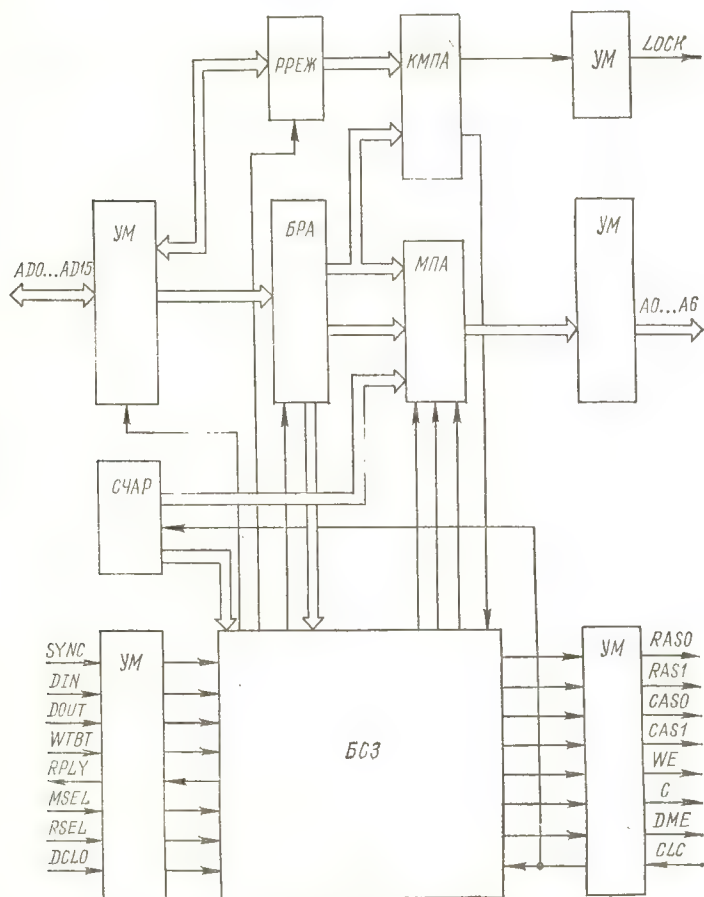 РРЕЖ
КМПА
УМ
LOCK
УМ
БРА
МПА
УМ
AD0...AD15
A0...A6
СЧАР
SYNC
DIN
DOUT
WTBT
RPLY
MSEL
RSEL
DCLO
УМ
БСЗ
УМ
RAS0
RAS1
CAS0
CAS1
WE
C
DME
CLC